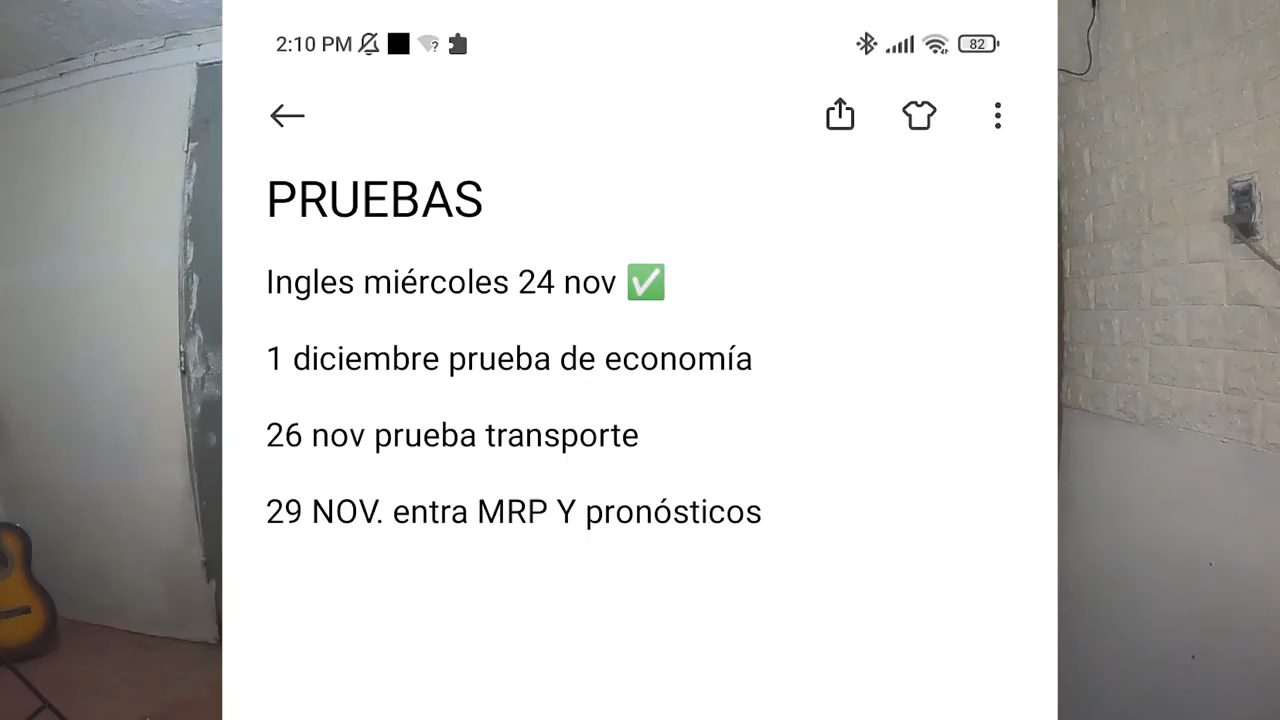 2:10 PM
82
PRUEBAS
Ingles miércoles 24 nov ✅
1 diciembre prueba de economía
26 nov prueba transporte
29 NOV. entra MRP Y pronósticos